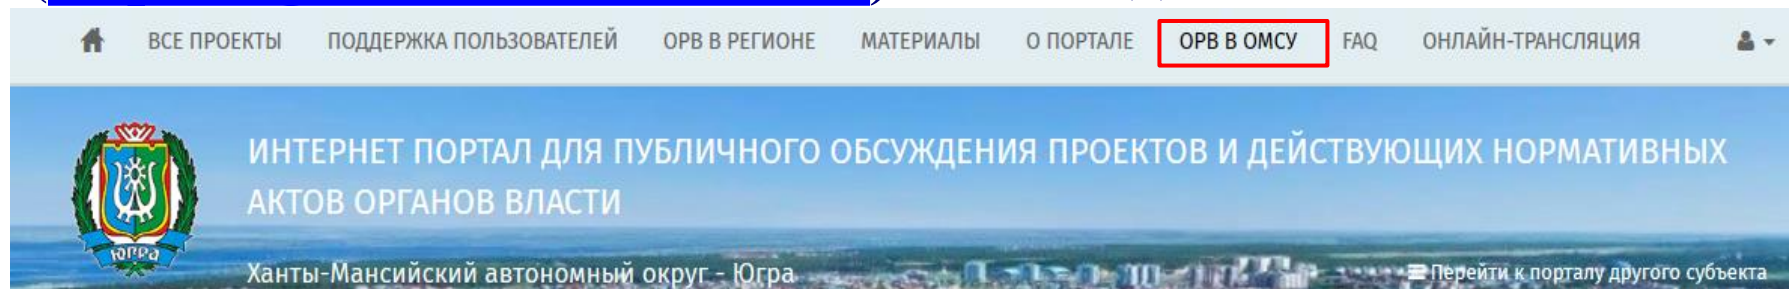 ВСЕ ПРОЕКТЫ ПОДДЕРЖКА ПОЛЬЗОВАТЕЛЕЙ ОРВ В РЕГИОНЕ МАТЕРИАЛЫ О ПОРТАЛЕ ОРВ В ОМСУ FAQ ОНЛАЙН-ТРАНСЛЯЦИЯ
ИНТЕРНЕТ ПОРТАЛ ДЛЯ ПУБЛИЧНОГО ОБСУЖДЕНИЯ ПРОЕКТОВ И ДЕЙСТВУЮЩИХ НОРМАТИВНЫХ
АКТОВ ОРГАНОВ ВЛАСТИ
ЮГРА
Ханты-Мансийский автономный округ - Югра
Перейти к порталу другого субъекта